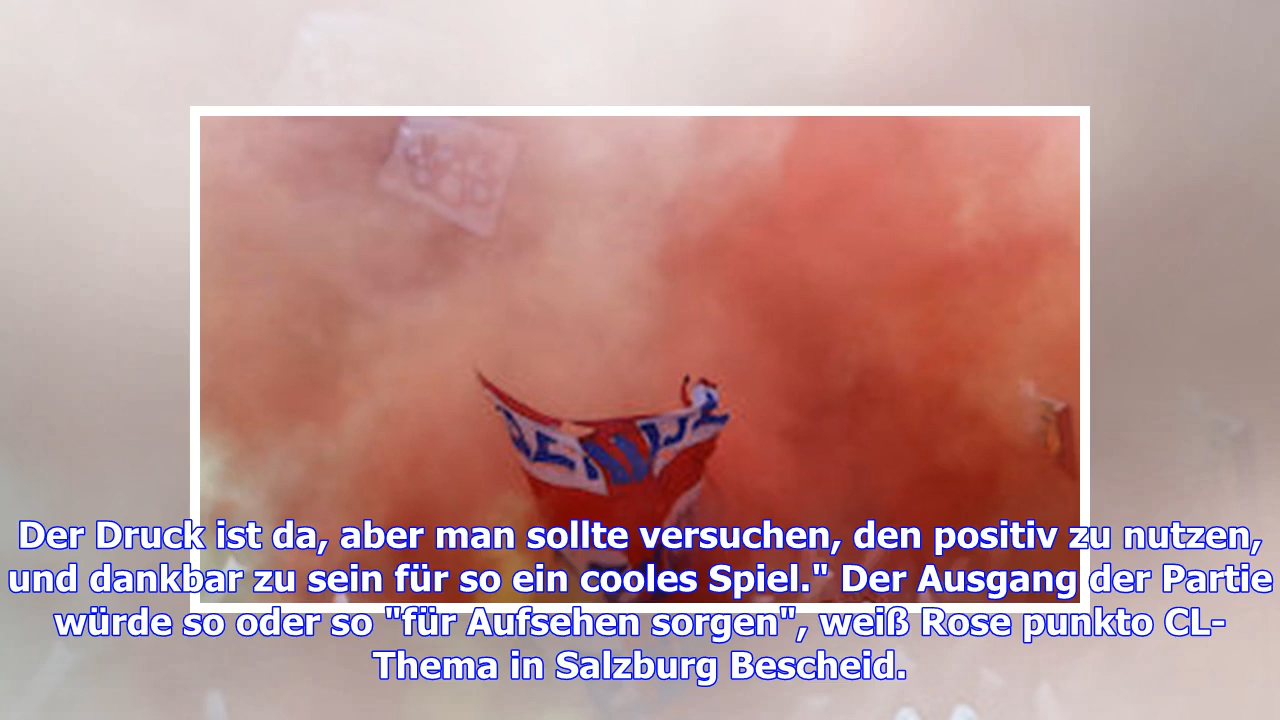 Der Druck ist da, aber man sollte versuchen, den positiv zu nutzen,
und dankbar zu sein für so ein cooles Spiel." Der Ausgang der Partie
würde so oder so "für Aufsehen sorgen", weiß Rose punkto CL-
Thema in Salzburg Bescheid.